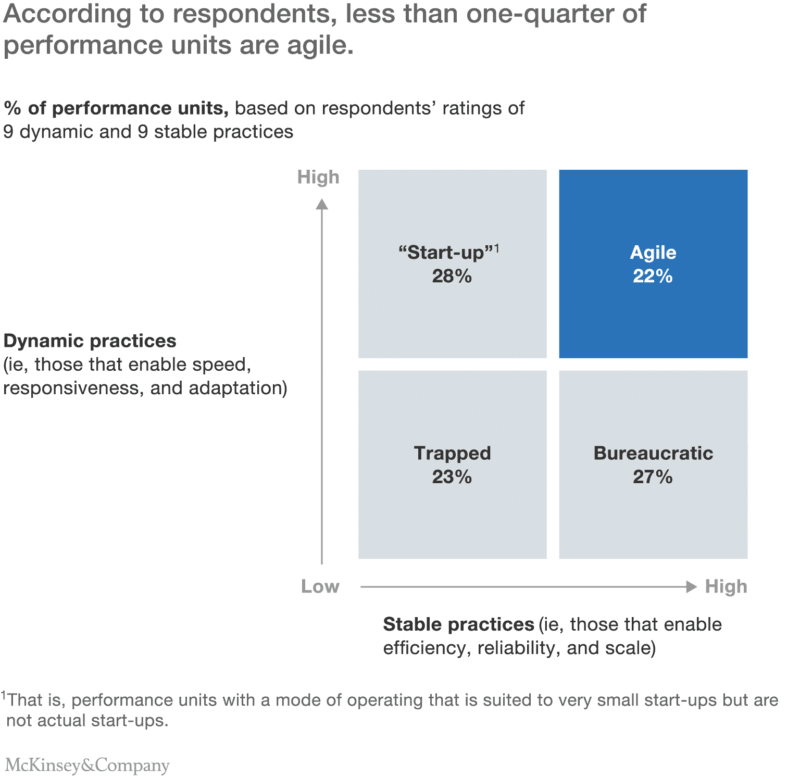 According to respondents, less than one-quarter of
performance units are agile.
% of performance units, based on respondents’ ratings of
9 dynamic and 9 stable practices
High
“Start-up”¹
28%
Agile
22%
Dynamic practices
(ie, those that enable speed,
responsiveness, and adaptation)
Trapped
23%
Bureaucratic
27%
Low
High
Stable practices (ie, those that enable
efficiency, reliability, and scale)
¹That is, performance units with a mode of operating that is suited to very small start-ups but are
not actual start-ups.
McKinsey&Company